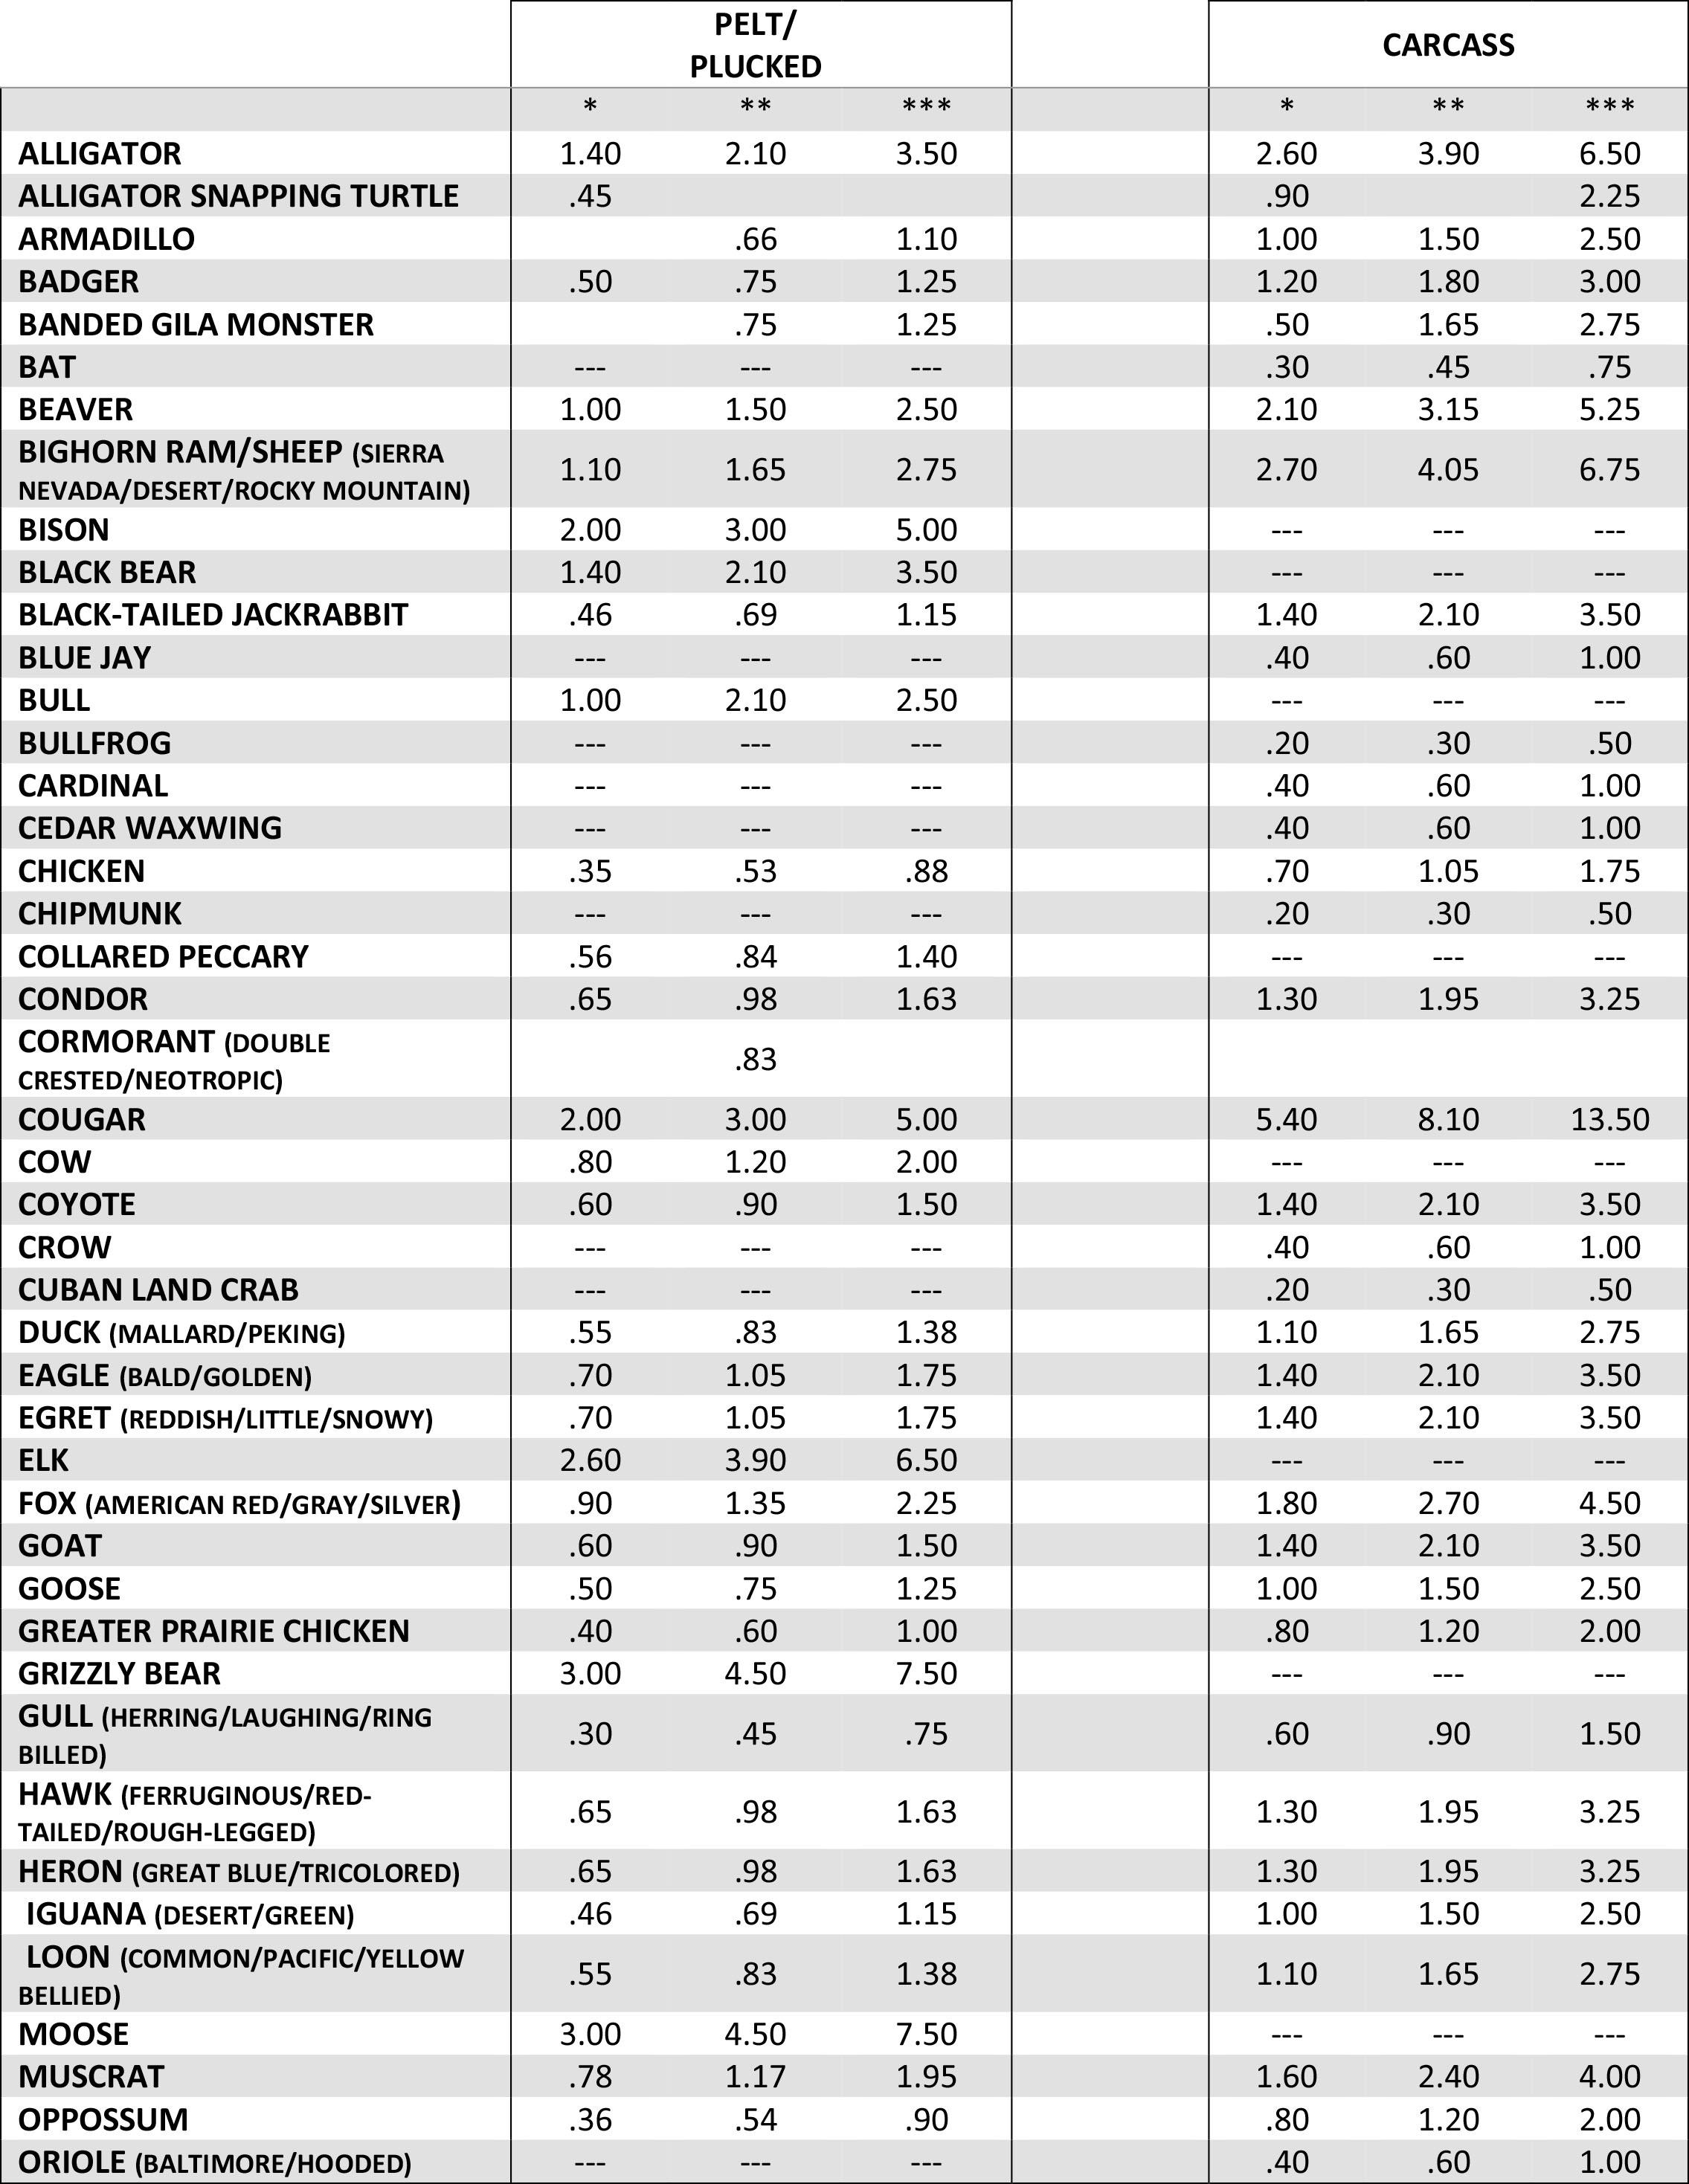 PELT/
PLUCKED
CARCASS
* ** *** * ** ***
ALLIGATOR 1.40 2.10 3.50 2.60 3.90 6.50
ALLIGATOR SNAPPING TURTLE .45 .90 2.25
ARMADILLO .66 1.10 1.00 1.50 2.50
BADGER .50 .75 1.25 1.20 1.80 3.00
BANDED GILA MONSTER .75 1.25 .50 1.65 2.75
BAT --- --- --- .30 .45 .75
BEAVER 1.00 1.50 2.50 2.10 3.15 5.25
BIGHORN RAM/SHEEP (SIERRA
NEVADA/DESERT/ROCKY MOUNTAIN) 1.10 1.65 2.75 2.70 4.05 6.75
BISON 2.00 3.00 5.00 --- --- ---
BLACK BEAR 1.40 2.10 3.50 --- --- ---
BLACK-TAILED JACKRABBIT .46 .69 1.15 1.40 2.10 3.50
BLUE JAY --- --- --- .40 .60 1.00
BULL 1.00 2.10 2.50 --- --- ---
BULLFROG --- --- --- .20 .30 .50
CARDINAL --- --- --- .40 .60 1.00
CEDAR WAXWING --- --- --- .40 .60 1.00
CHICKEN .35 .53 .88 .70 1.05 1.75
CHIPMUNK --- --- --- .20 .30 .50
COLLARED PECCARY .56 .84 1.40 --- --- ---
CONDOR .65 .98 1.63 1.30 1.95 3.25
CORMORANT (DOUBLE
CRESTED/NEOTROPIC) .83
COUGAR 2.00 3.00 5.00 5.40 8.10 13.50
COW .80 1.20 2.00 --- --- ---
COYOTE .60 .90 1.50 1.40 2.10 3.50
CROW --- --- --- .40 .60 1.00
CUBAN LAND CRAB --- --- --- .20 .30 .50
DUCK (MALLARD/PEKING) .55 .83 1.38 1.10 1.65 2.75
EAGLE (BALD/GOLDEN) .70 1.05 1.75 1.40 2.10 3.50
EGRET (REDDISH/LITTLE/SNOWY) .70 1.05 1.75 1.40 2.10 3.50
ELK 2.60 3.90 6.50 --- --- ---
FOX (AMERICAN RED/GRAY/SILVER) .90 1.35 2.25 1.80 2.70 4.50
GOAT .60 .90 1.50 1.40 2.10 3.50
GOOSE .50 .75 1.25 1.00 1.50 2.50
GREATER PRAIRIE CHICKEN .40 .60 1.00 .80 1.20 2.00
GRIZZLY BEAR 3.00 4.50 7.50 --- --- ---
GULL (HERRING/LAUGHING/RING
BILLED) .30 .45 .75 .60 .90 1.50
HAWK (FERRUGINOUS/RED-
TAILED/ROUGH-LEGGED) .65 .98 1.63 1.30 1.95 3.25
HERON (GREAT BLUE/TRICOLORED) .65 .98 1.63 1.30 1.95 3.25
IGUANA (DESERT/GREEN) .46 .69 1.15 1.00 1.50 2.50
LOON (COMMON/PACIFIC/YELLOW
BELLIED) .55 .83 1.38 1.10 1.65 2.75
MOOSE 3.00 4.50 7.50 --- --- ---
MUSCRAT .78 1.17 1.95 1.60 2.40 4.00
OPPOSSUM .36 .54 .90 .80 1.20 2.00
ORIOLE (BALTIMORE/HOODED) --- --- --- .40 .60 1.00